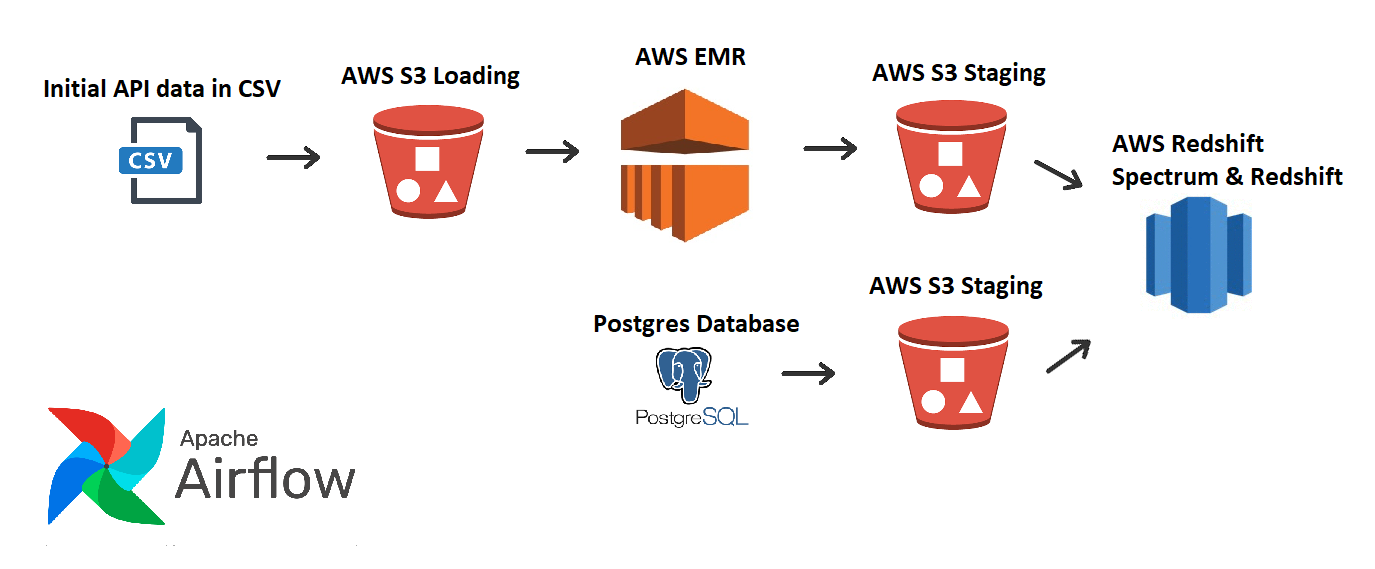 Initial API data in CSV
CSV
AWS S3 Loading
AWS EMR
AWS S3 Staging
AWS Redshift
Spectrum & Redshift
Postgres Database
PostgreSQL
AWS S3 Staging
Apache
Airflow